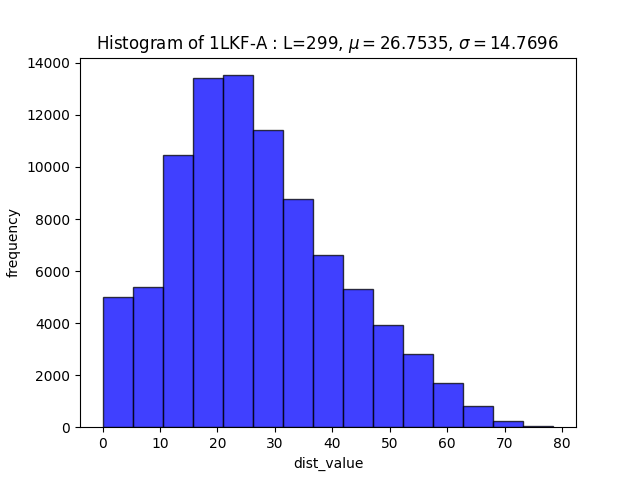 Histogram of 1LKF-A : L=299, μ = 26.7535, σ = 14.7696
14000
12000
10000
8000
6000
4000
2000
0
frequency
0 10 20 30 40 50 60 70 80
dist_value